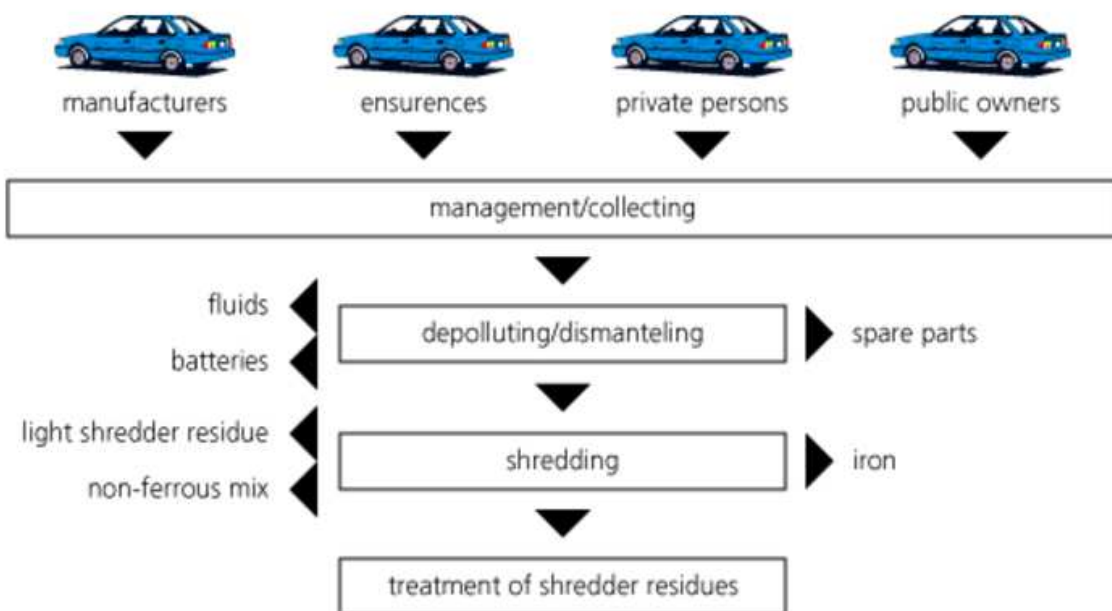 manufacturers
ensurences
private persons
public owners
management/collecting
fluids
depolluting/dismanteling
spare parts
batteries
light shredder residue
shredding
iron
non-ferrous mix
treatment of shredder residues